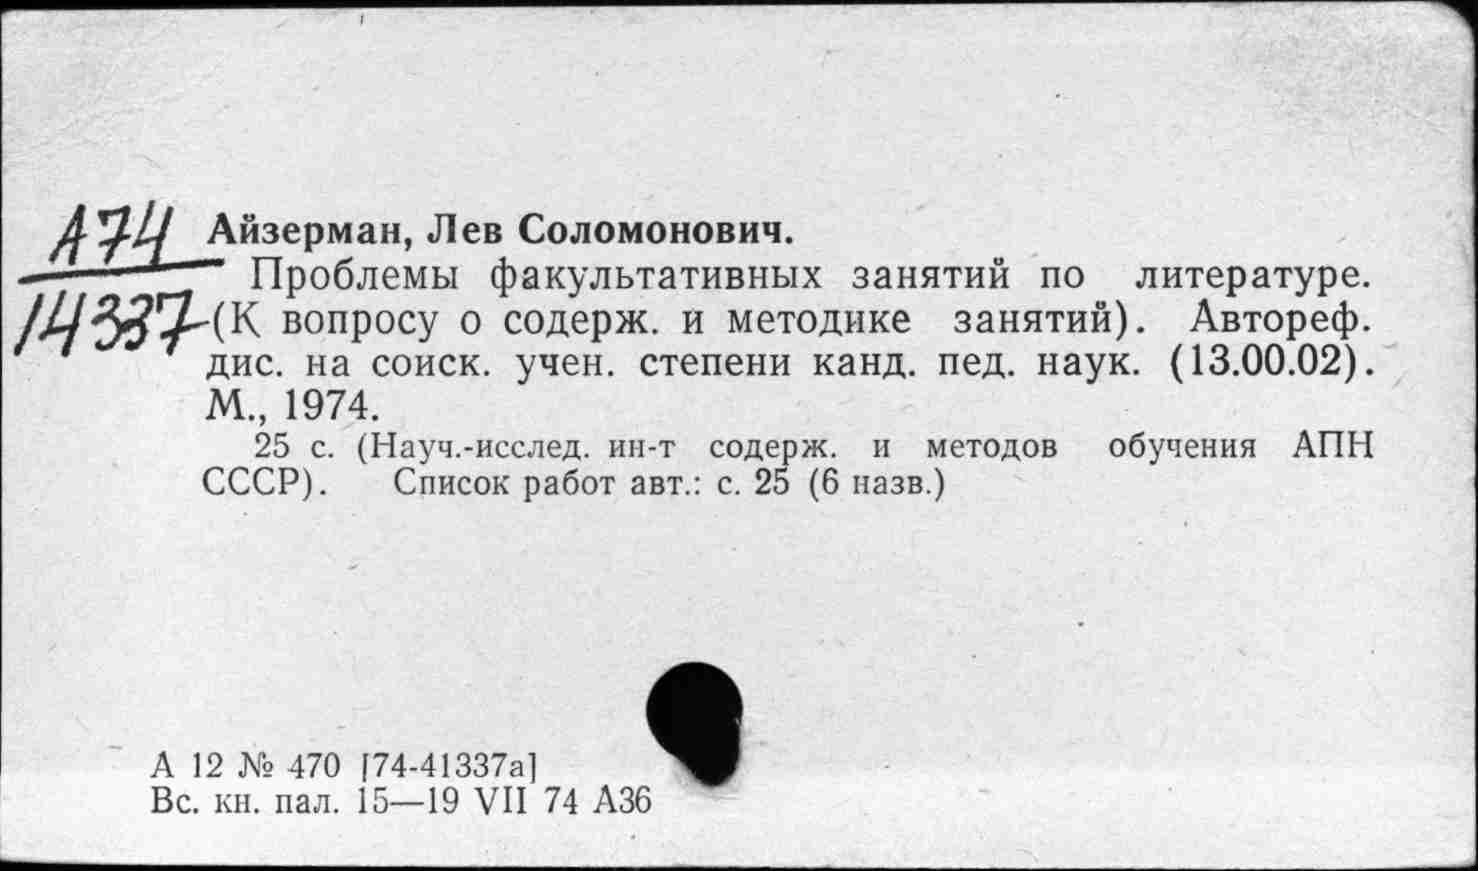 А74
14337
Айзерман, Лев Соломонович.
Проблемы факультативных занятий по литературе.
(К вопросу о содерж. и методике занятий). Автореф.
дис. на соиск. учен. степени канд. пед. наук. (13.00.02).
М., 1974.
25 с. (Науч.-исслед. ин-т содерж. и методов обучения АПН
СССР). Список работ авт.: с. 25 (6 назв.)
А 12 № 470 [74-41337а]
Вс. кн. пал. 15—19 VII 74 А36